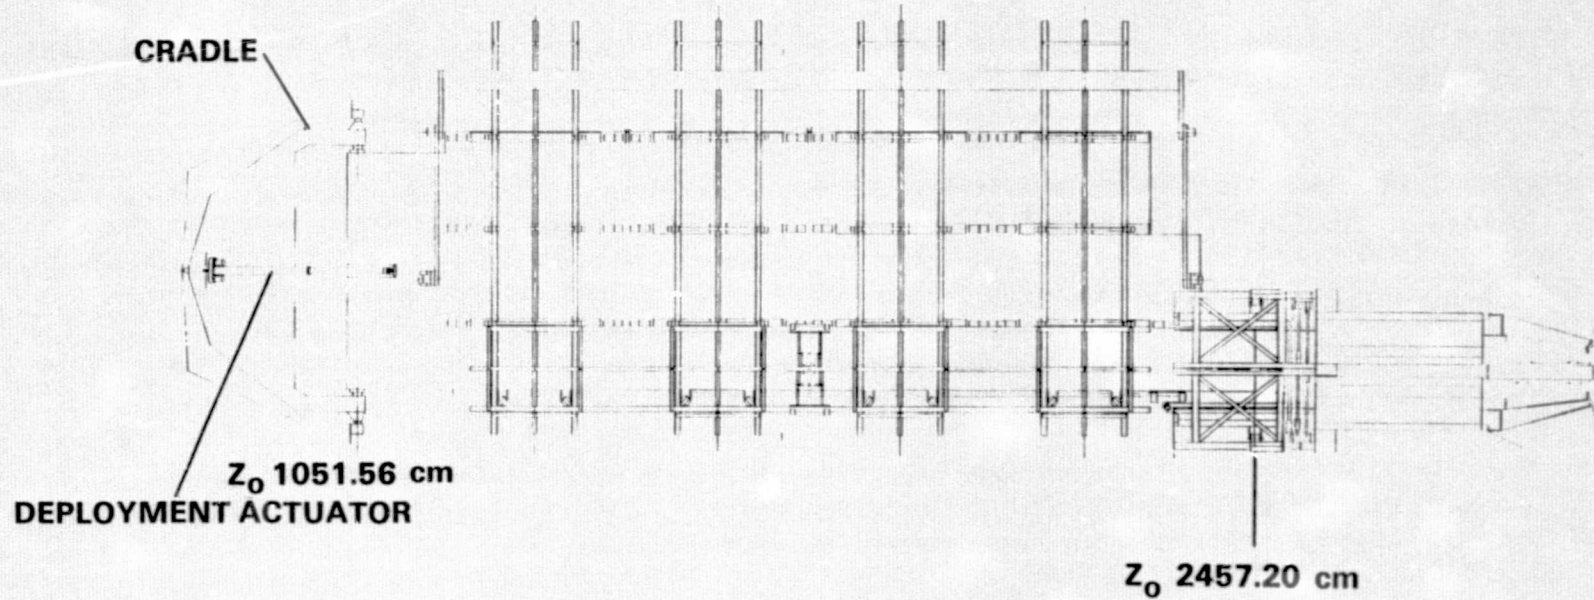 CRADLE
Z₀ 1051.56 cm
DEPLOYMENT ACTUATOR
Z₀ 2457.20 cm